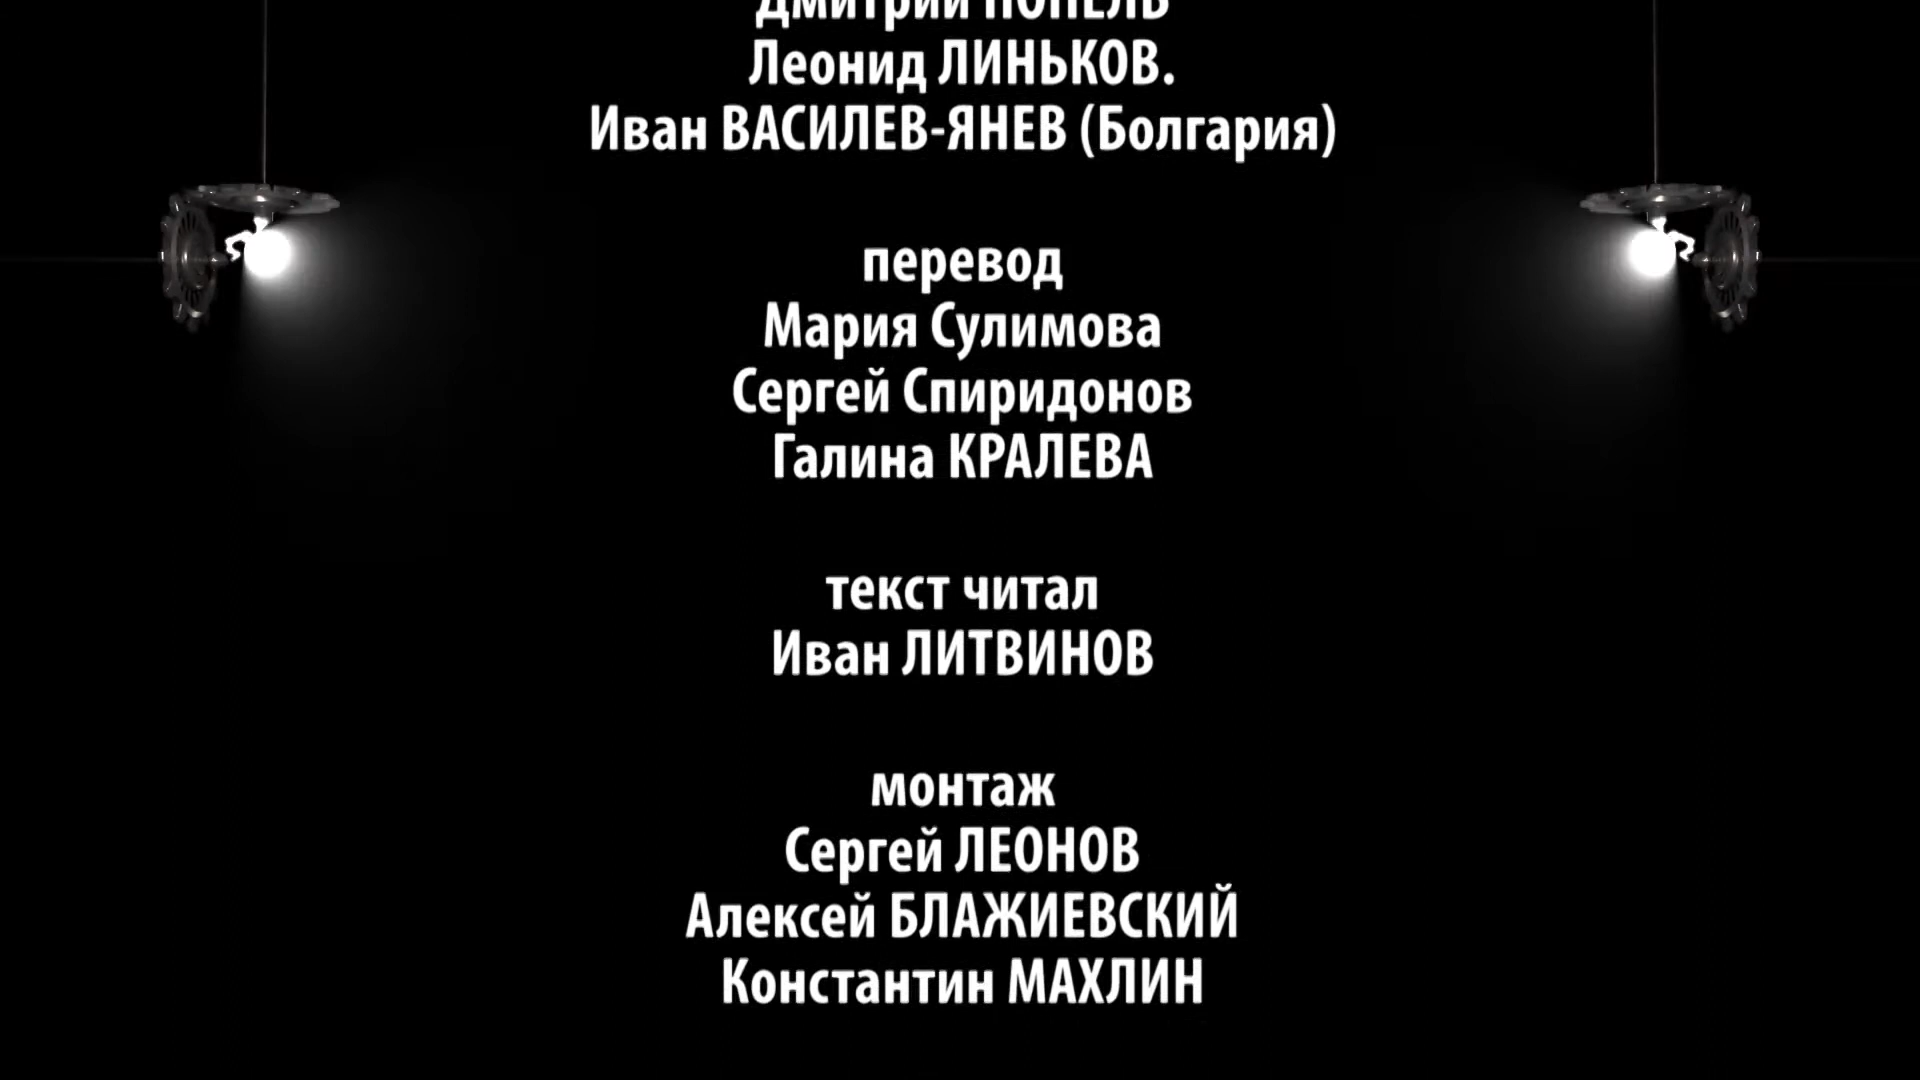 Дмитрий
Леонид ЛИНЬКОВ.
Иван ВАСИЛЕВ-ЯНЕВ (Болгария)
перевод
Мария Сулимова
Сергей Спиридонов
Галина КРАЛЕВА
текст читал
Иван ЛИТВИНОВ
монтаж
Сергей ЛЕОНОВ
Алексей БЛАЖИЕВСКИЙ
Константин МАХЛИН